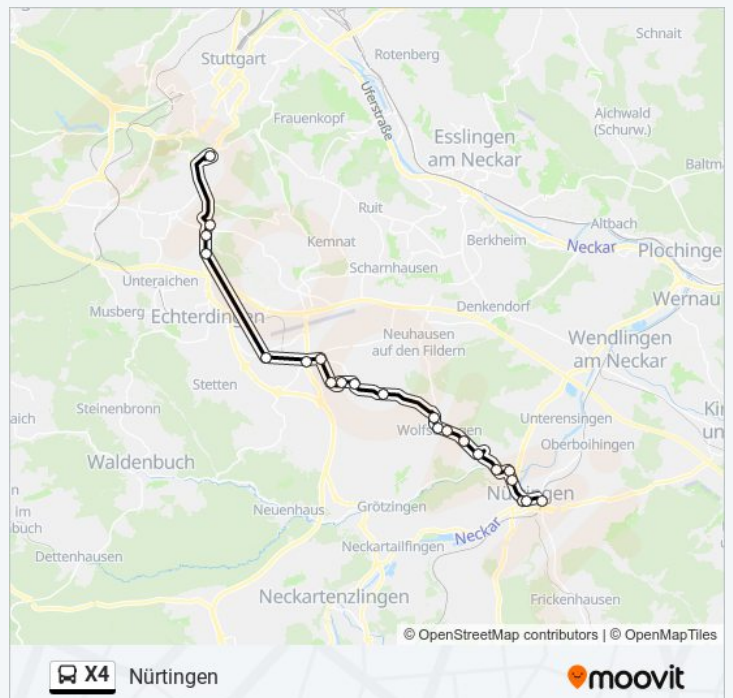 Schnait
Stuttgart
Rotenberg
Uferstraße
Frauenkopf
Aichwald
(Schurw.)
Esslingen
am Neckar
Baltm
Ruit
Altbach
Kemnat
Berkheim
Neckar
Plochinge
Scharnhausen
Unteraichen
Wernau
Musberg
Echterdingen
Denkendorf
Neuhausen
auf den Fildern
Wendlingen
am Neckar
Stetten
aich
Steinenbronn
Unterensingen
Kir
un
Oberboihingen
Waldenbuch
n
im
buch
Neuenhaus
Grötzingen
Neckar
Neckartailfingen
Dettenhausen
Neckartenzlingen
Frickenhausen
© OpenStreetMap contributors | © OpenMapTiles
X4 Nürtingen
moovit